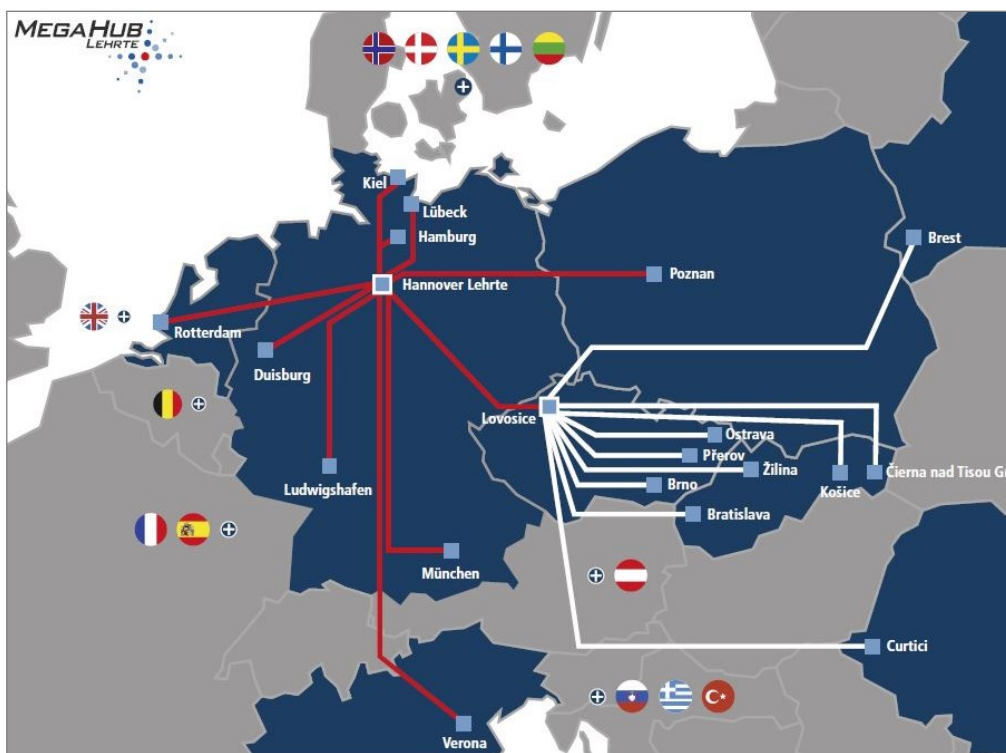 MEGAHUB
LEHRTE
Kiel
Lübeck
Hamburg
Brest
Poznan
Hannover Lehrte
Rotterdam
Duisburg
Lovosice
Ostrava
Přerov
Žilina
Čierna nad Tisou Gr
Ludwigshafen
Brno
Košice
Bratislava
München
Curtici
Verona